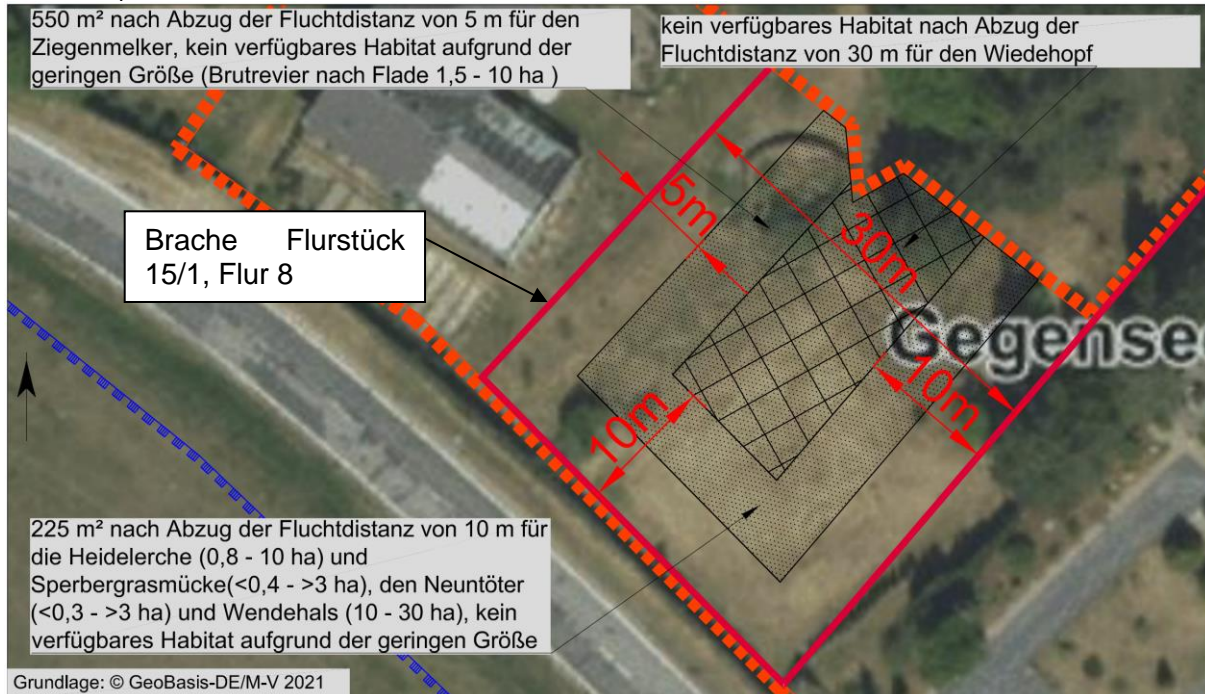 550 m² nach Abzug der Fluchtdistanz von 5 m für den
Ziegenmelker, kein verfügbares Habitat aufgrund der
geringen Größe (Brutrevier nach Flade 1,5 - 10 ha )
kein verfügbares Habitat nach Abzug der
Fluchtdistanz von 30 m für den Wiedehopf
5m
30m
Brache Flurstück
15/1, Flur 8
Gegensee
10m
10m
225 m² nach Abzug der Fluchtdistanz von 10 m für
die Heidelerche (0,8 - 10 ha) und
Sperbergrasmücke(<0,4 - >3 ha), den Neuntöter
(<0,3 - >3 ha) und Wendehals (10 - 30 ha), kein
verfügbares Habitat aufgrund der geringen Größe
Grundlage: © GeoBasis-DE/M-V 2021